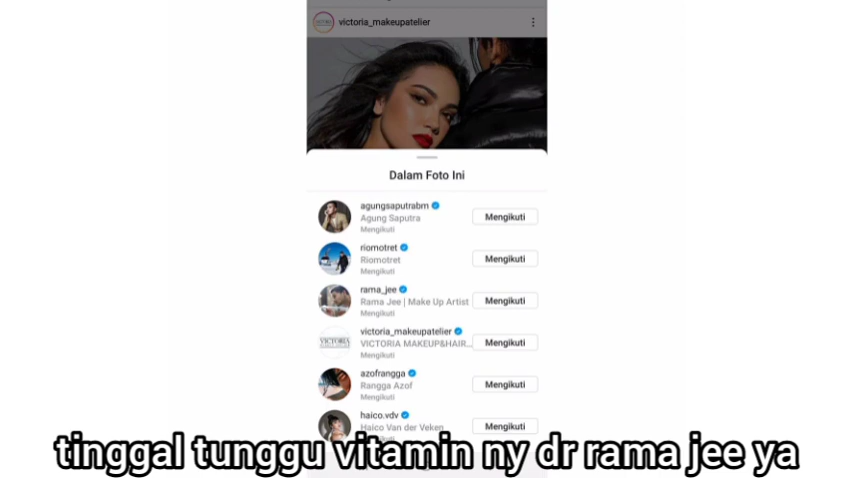 victoria_makeupatelier
Dalam Foto Ini
agungsaputrabm
Agung Saputra
Mengikuti
Mengikuti
riomotret
Riomotret
Mengikuti
Mengikuti
rama_jee
Rama Jee | Make Up Artist
Mengikuti
Mengikuti
victoria_makeupatelier
VICTORIA MAKEUP&HAIR...
Mengikuti
Mengikuti
VICTORIA
azofrangga
Rangga Azof
Mengikuti
Mengikuti
haico.vdv
Haico Van der Veken
Mengikuti
tinggal tunggu vitamin ny dr rama jee ya